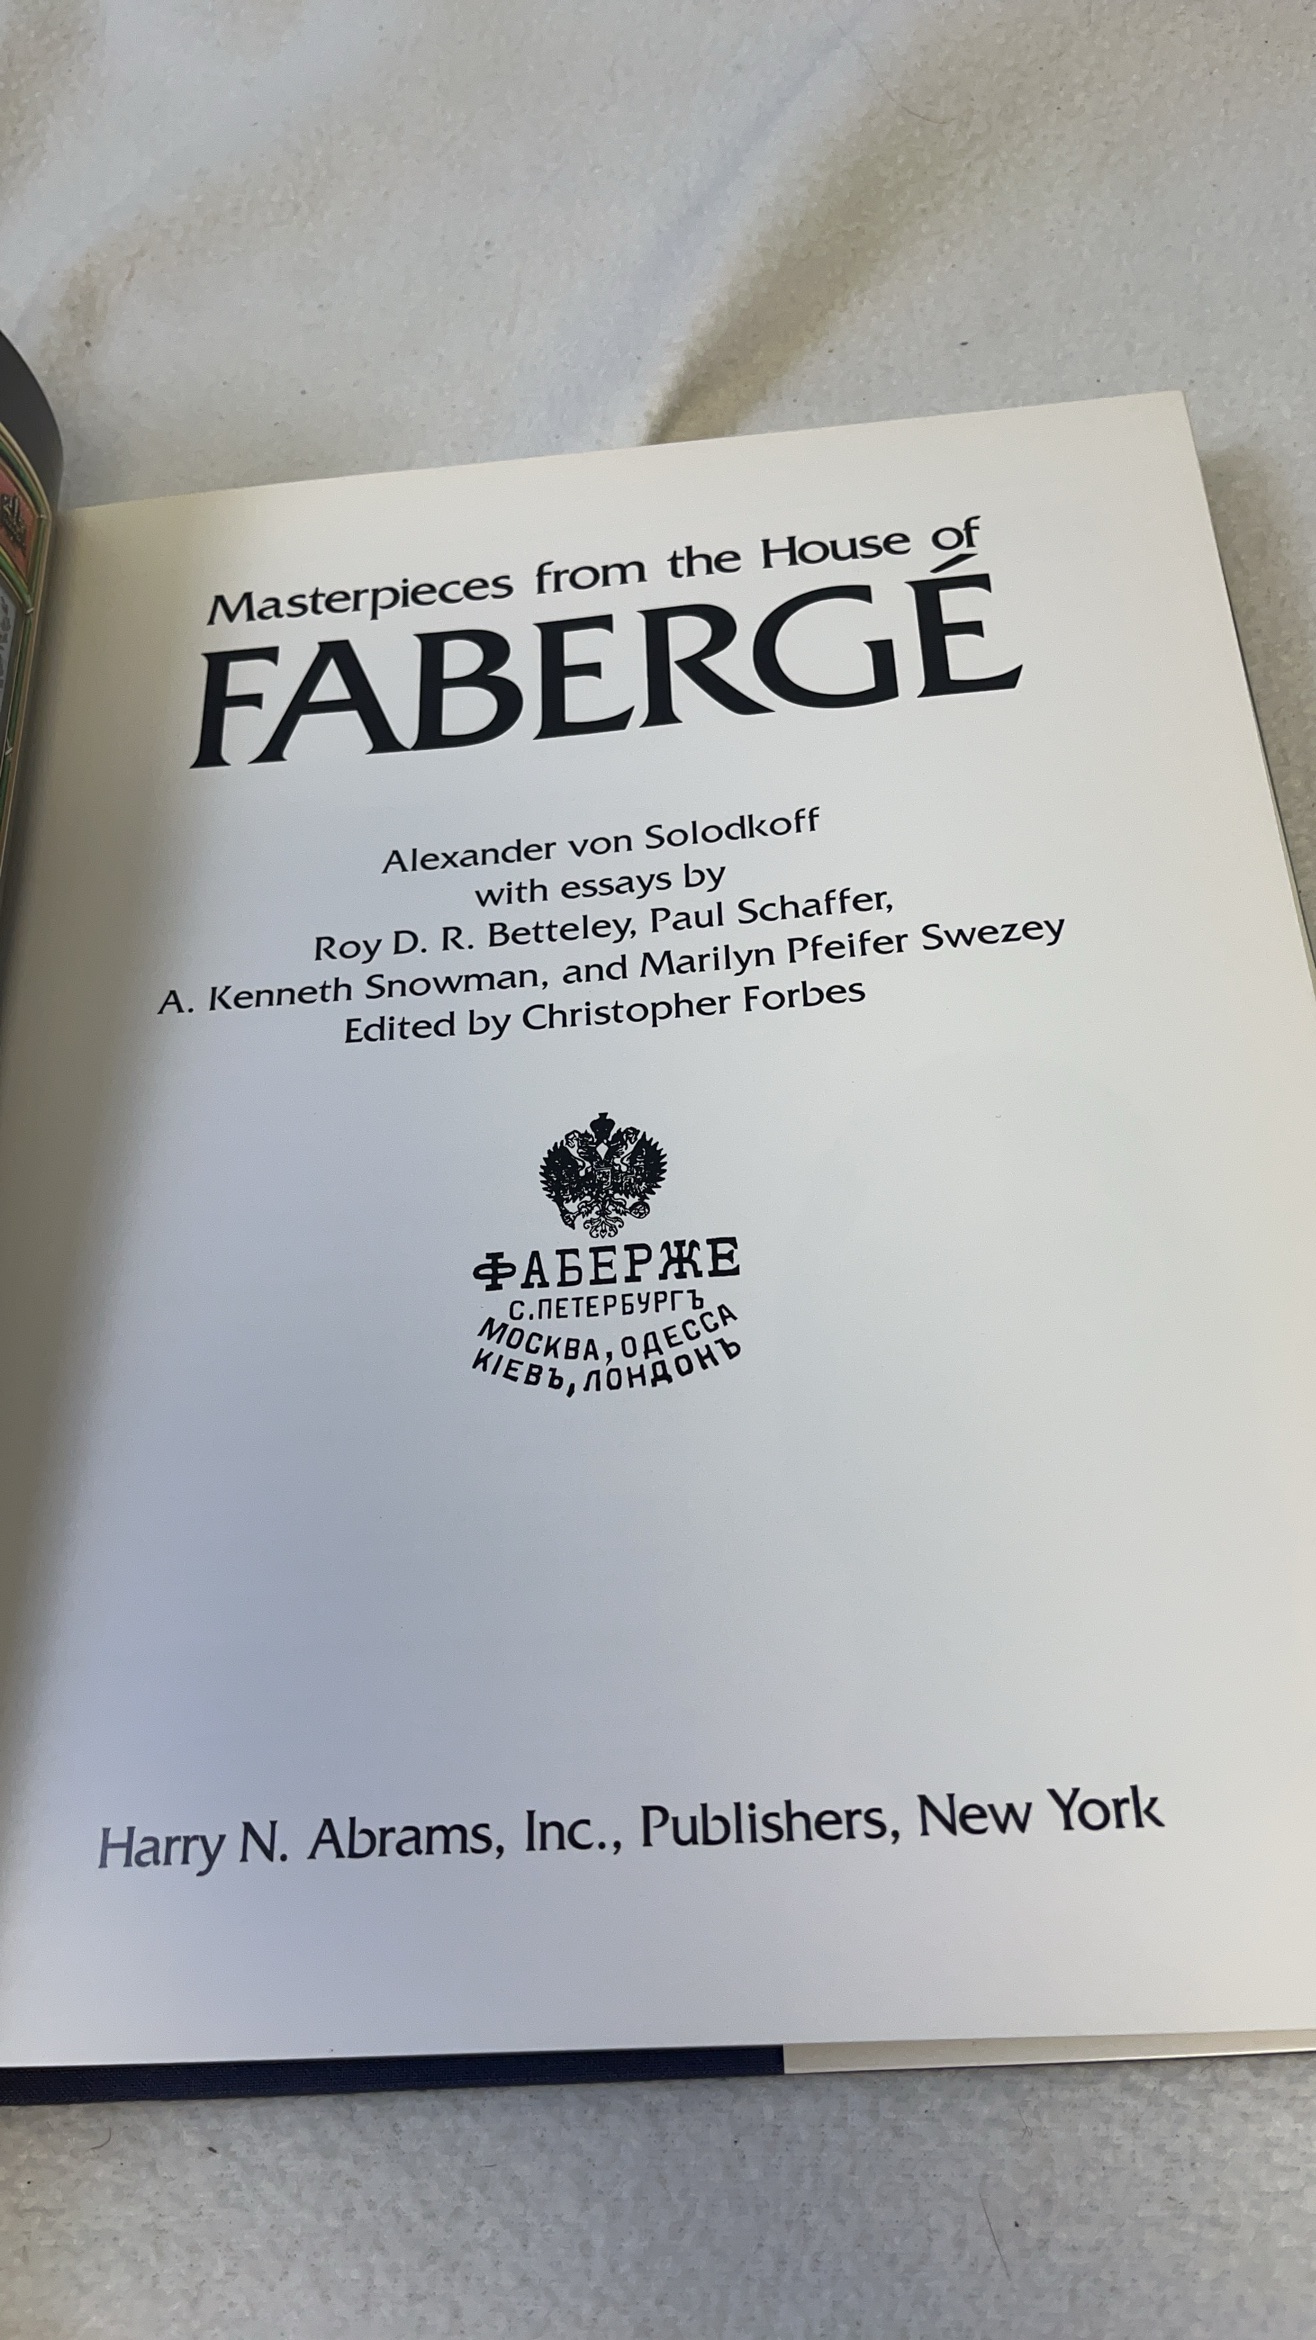 Masterpieces from the House of
FABERGÉ
Alexander von Solodkoff
with essays by
Roy D. R. Betteley, Paul Schaffer,
A. Kenneth Snowman, and Marilyn Pfeifer Swezey
Edited by Christopher Forbes
ФАБЕРЖЕ
С.ПЕТЕРБУРГЪ
МОСКВА, ОДЕССА
КІЕВЪ, ЛОНДОНЪ
Harry N. Abrams, Inc., Publishers, New York